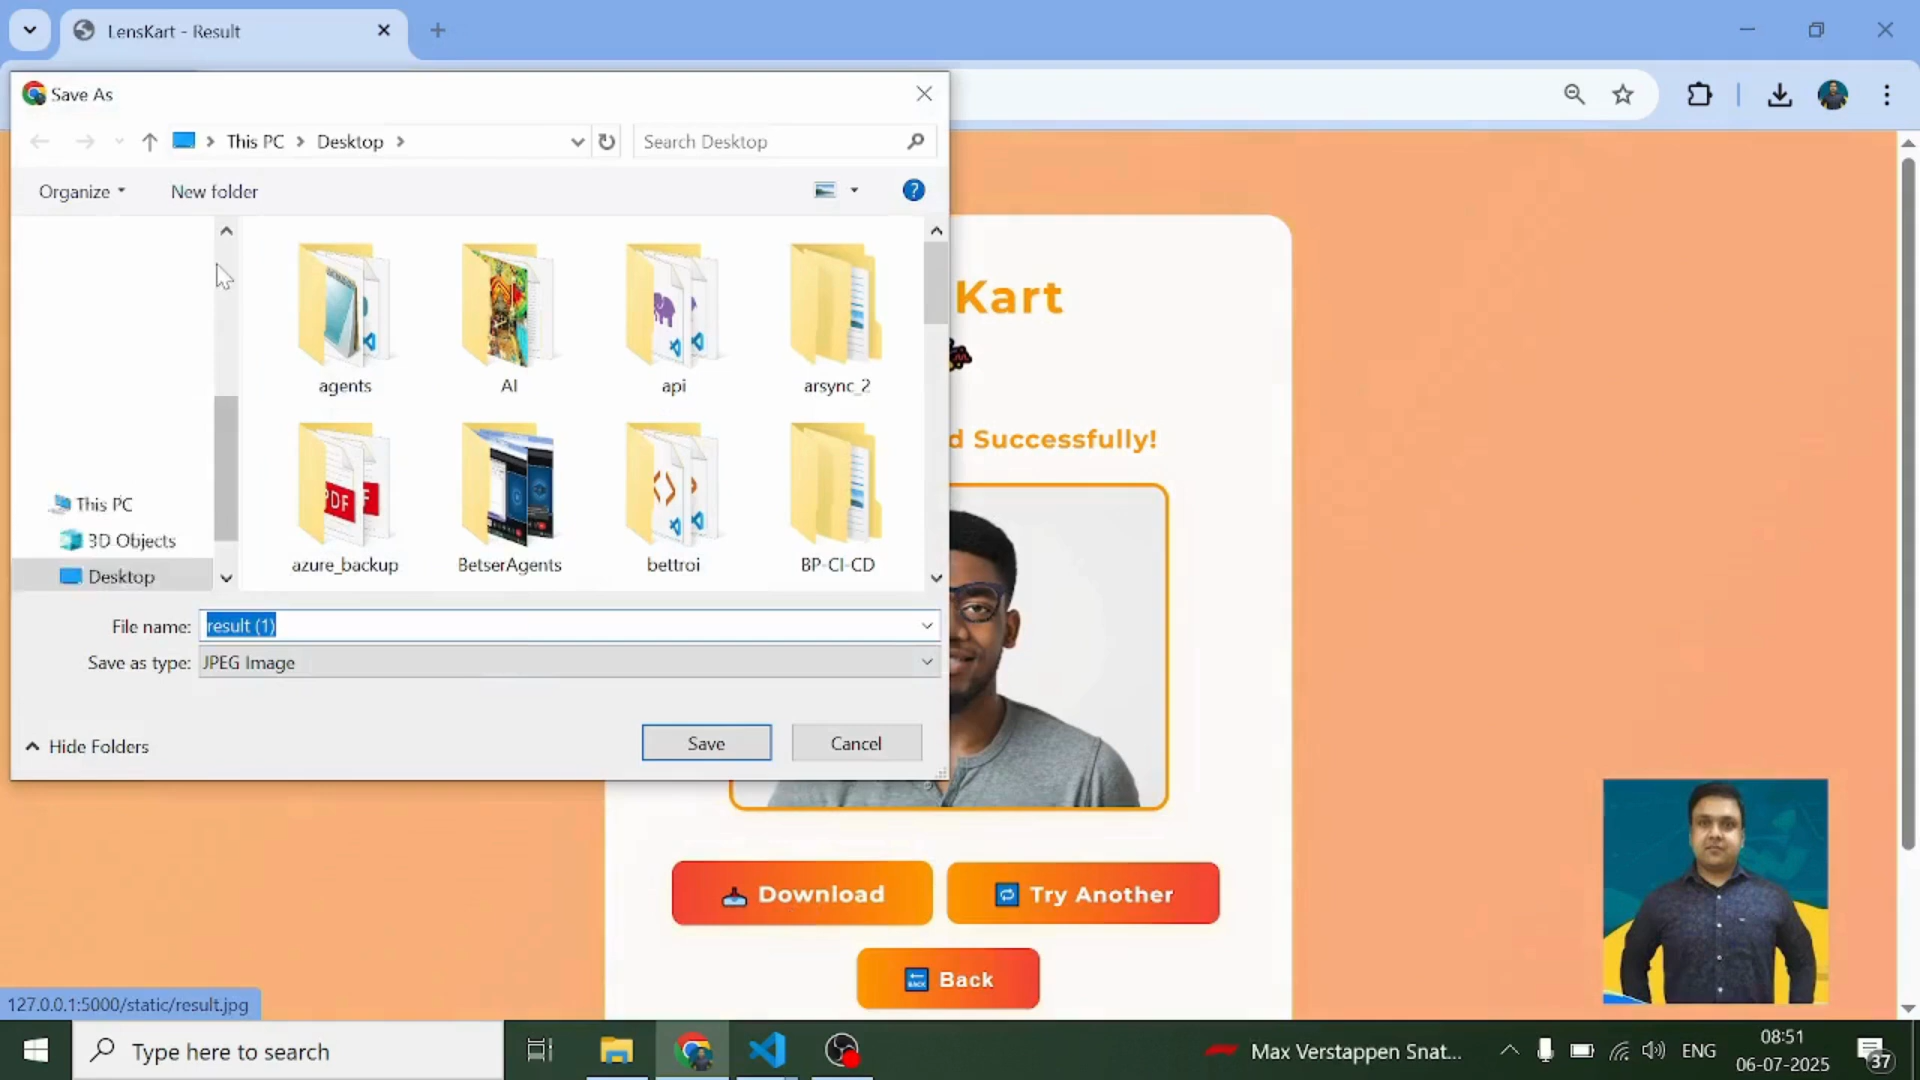 LensKart - Result
Save As
This PC
Desktop
Search Desktop
Organize
New folder
agents
AI
api
arsync_2
azure_backup
BetserAgents
bettroi
BP-CI-CD
This PC
3D Objects
Desktop
File name:
result (1)
Save as type:
JPEG Image
Hide Folders
Save
Cancel
Kart
d Successfully!
Download
Try Another
BACK
Back
127.0.0.1:5000/static/result.jpg
Type here to search
Max Verstappen Snat...
ENG
08:51
06-07-2025
37